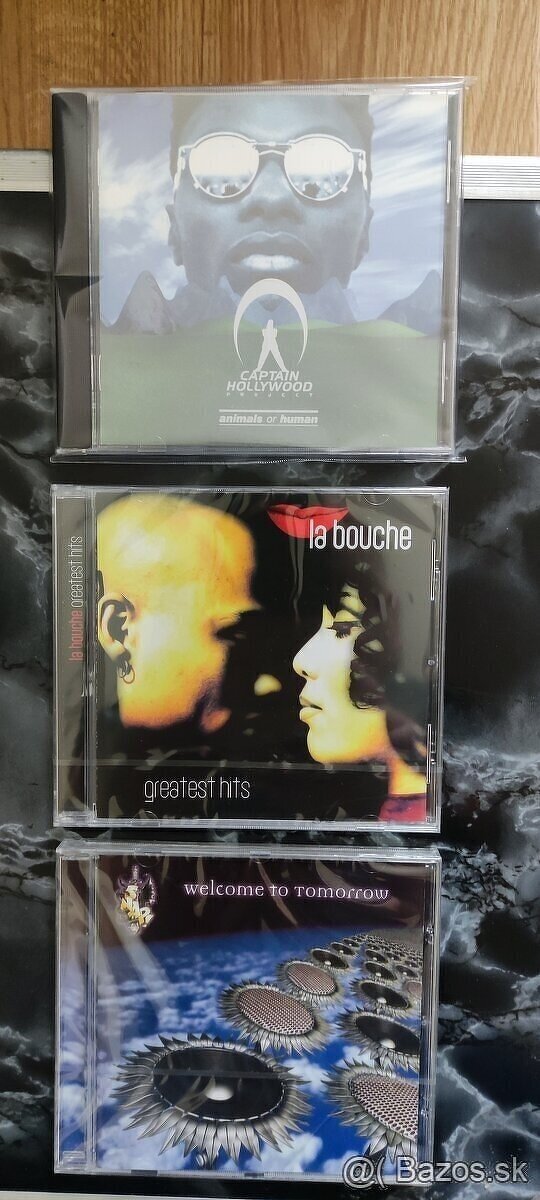 CAPTAIN
HOLLYWOOD
PROJECT
animals or human
la bouche
la bouche greatest hits
greatest hits
welcome to Tomorrow
@( Bazos.sk